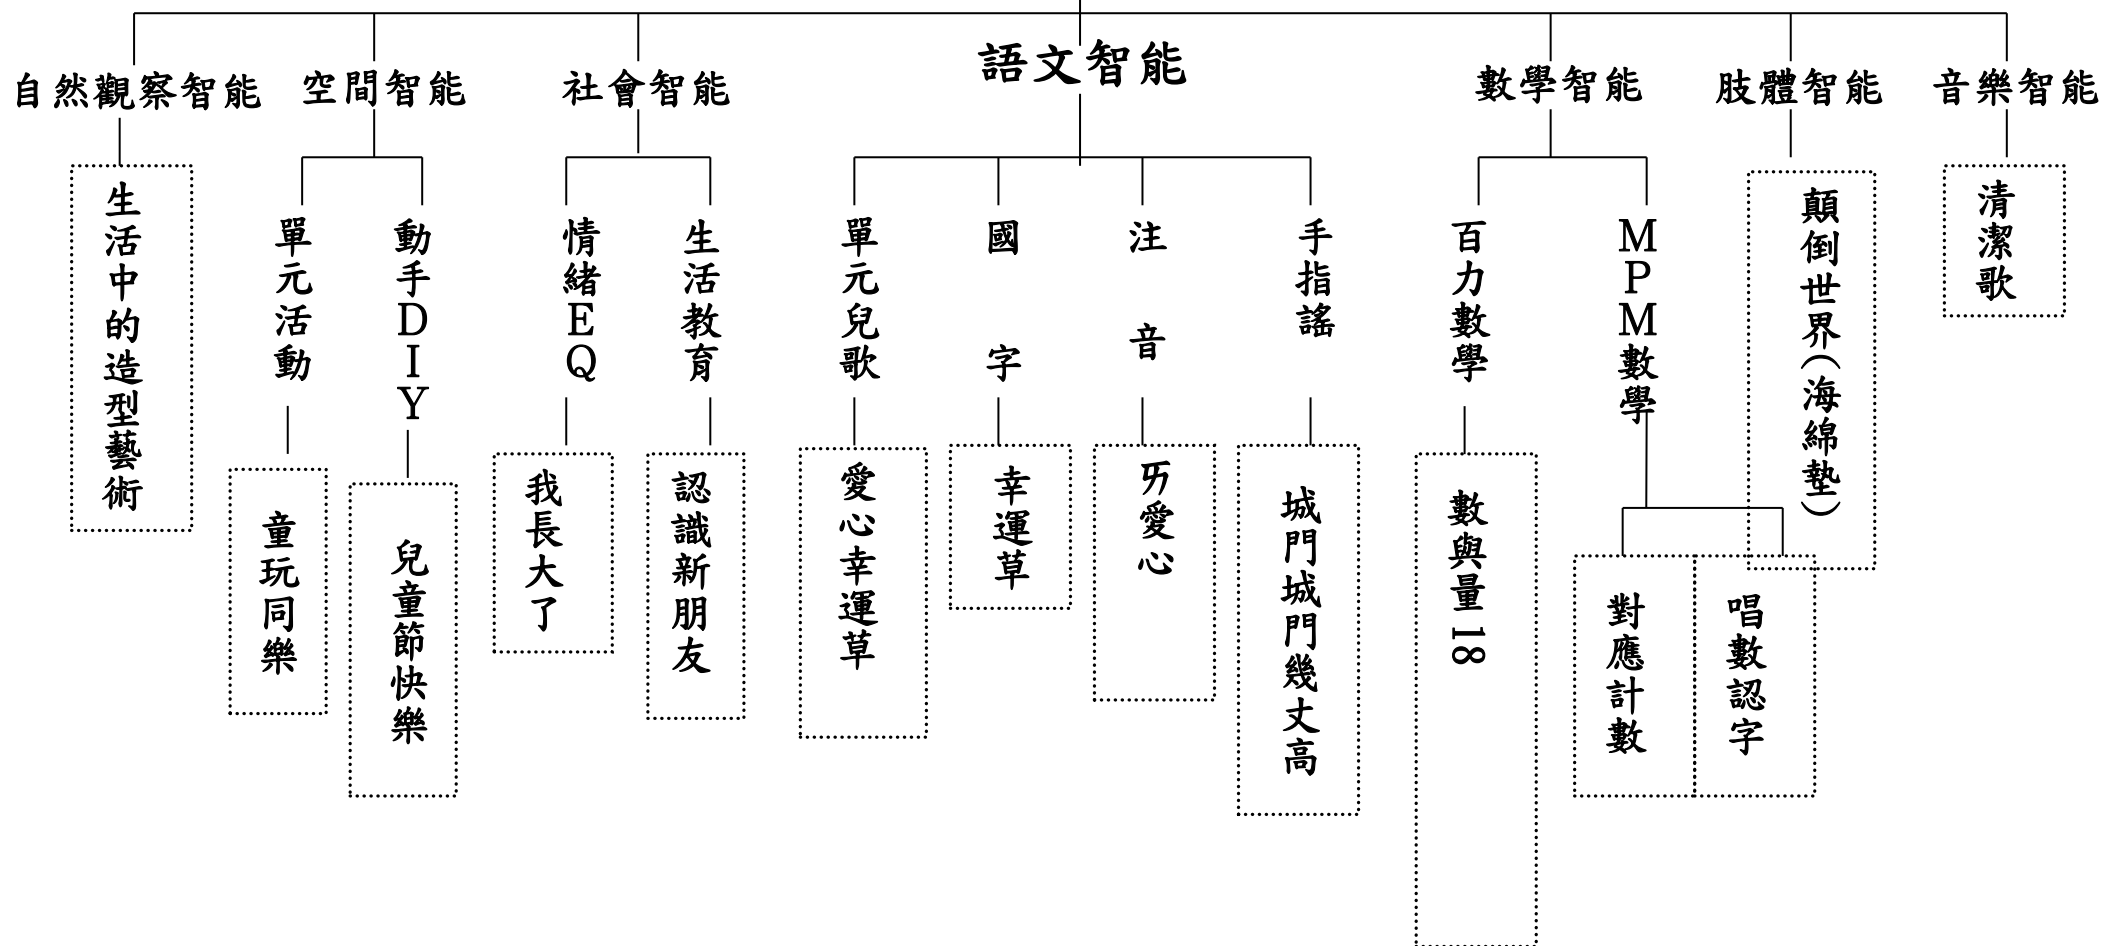 自然觀察智能
空間智能
社會智能
語文智能
數學智能
肢體智能
音樂智能
生活中的造型藝術
單元活動
動手DIY
情緒EQ
生活教育
單元兒歌
國字
注音
手指謠
百力數學
MPM數學
顛倒世界(海綿墊)
清潔歌
童玩同樂
兒童節快樂
我長大了
認識新朋友
愛心幸運草
幸運草
ㄞ愛心
城門城門幾丈高
數與量18
對應計數
唱數認字